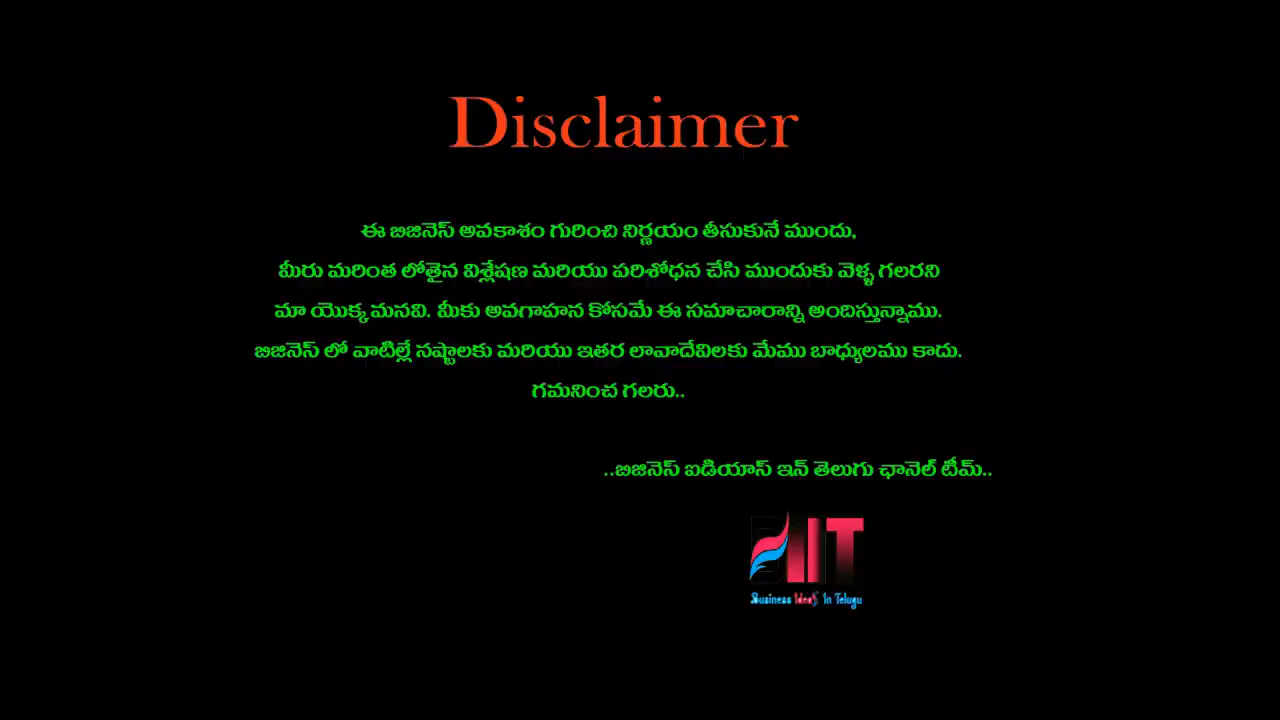 Disclaimer
ఈ బిజినెస్ అవకాశం గురించి నిర్ణయం తీసుకునే ముందు,
మీరు మరింత లోతైన విశ్లేషణ మరియు పరిశోధన చేసి ముందుకు వెళ్ళ గలరని
మా యొక్క మనవి. మీకు అవగాహన కోసమే ఈ సమాచారాన్ని అందిస్తున్నాము.
బిజినెస్ లో వాటిల్లే నష్టాలకు మరియు ఇతర లావాదేవిలకు మేము బాధ్యులము కాదు.
గమనించ గలరు..
..బిజినెస్ ఐడియాస్ ఇన్ తెలుగు ఛానెల్ టీమ్..
BIIT
Business IdeaS In Telugu